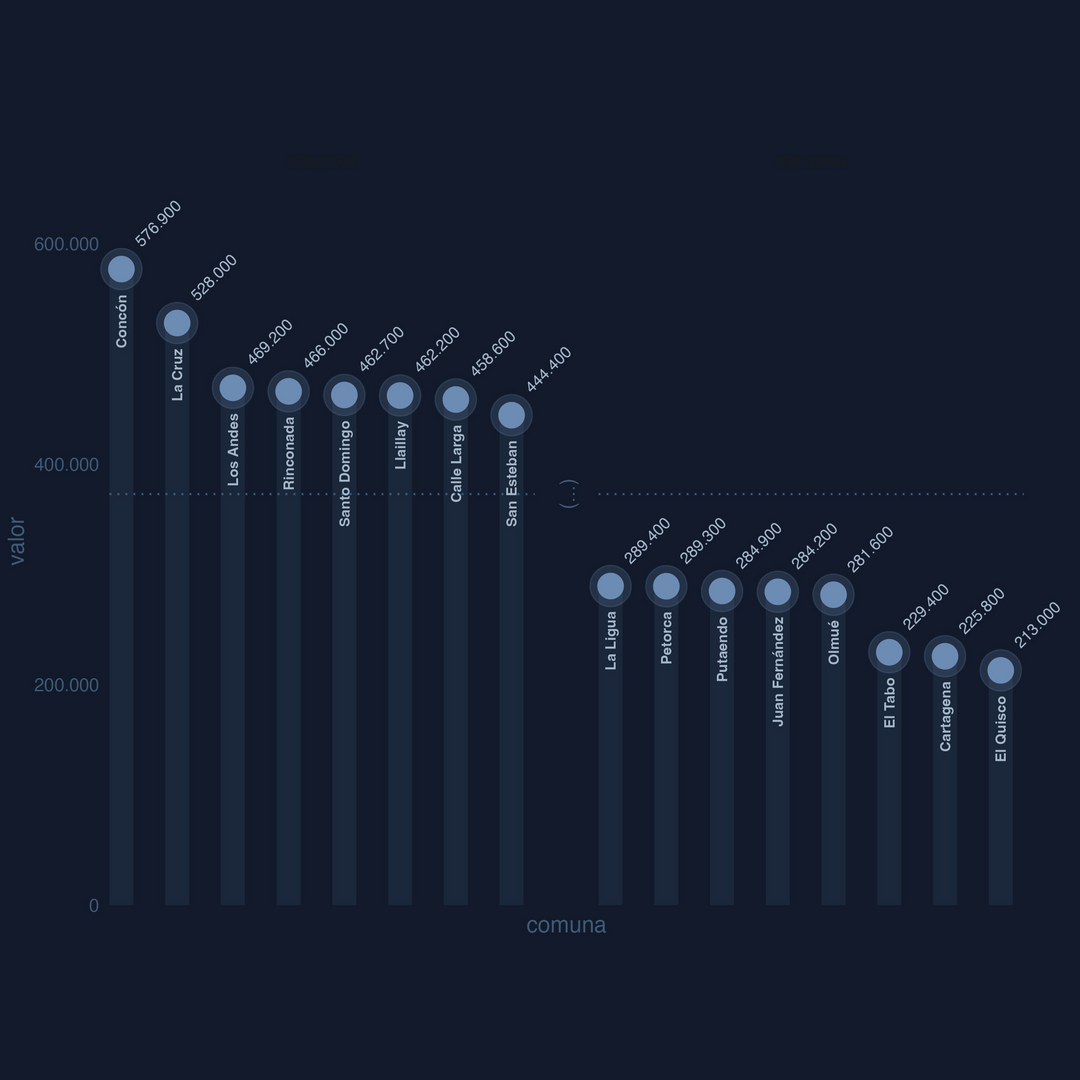 576.900
528.000
469.200
466.000
462.700
462.200
458.600
444.400
289.400
289.300
284.900
284.200
281.600
229.400
225.800
213.000
Concón
La Cruz
Los Andes
Rinconada
Santo Domingo
Llaillay
Calle Larga
San Esteban
(...)
La Ligua
Petorca
Putaendo
Juan Fernández
Olmué
El Tabo
Cartagena
El Quisco
600.000
400.000
200.000
0
valor
comuna